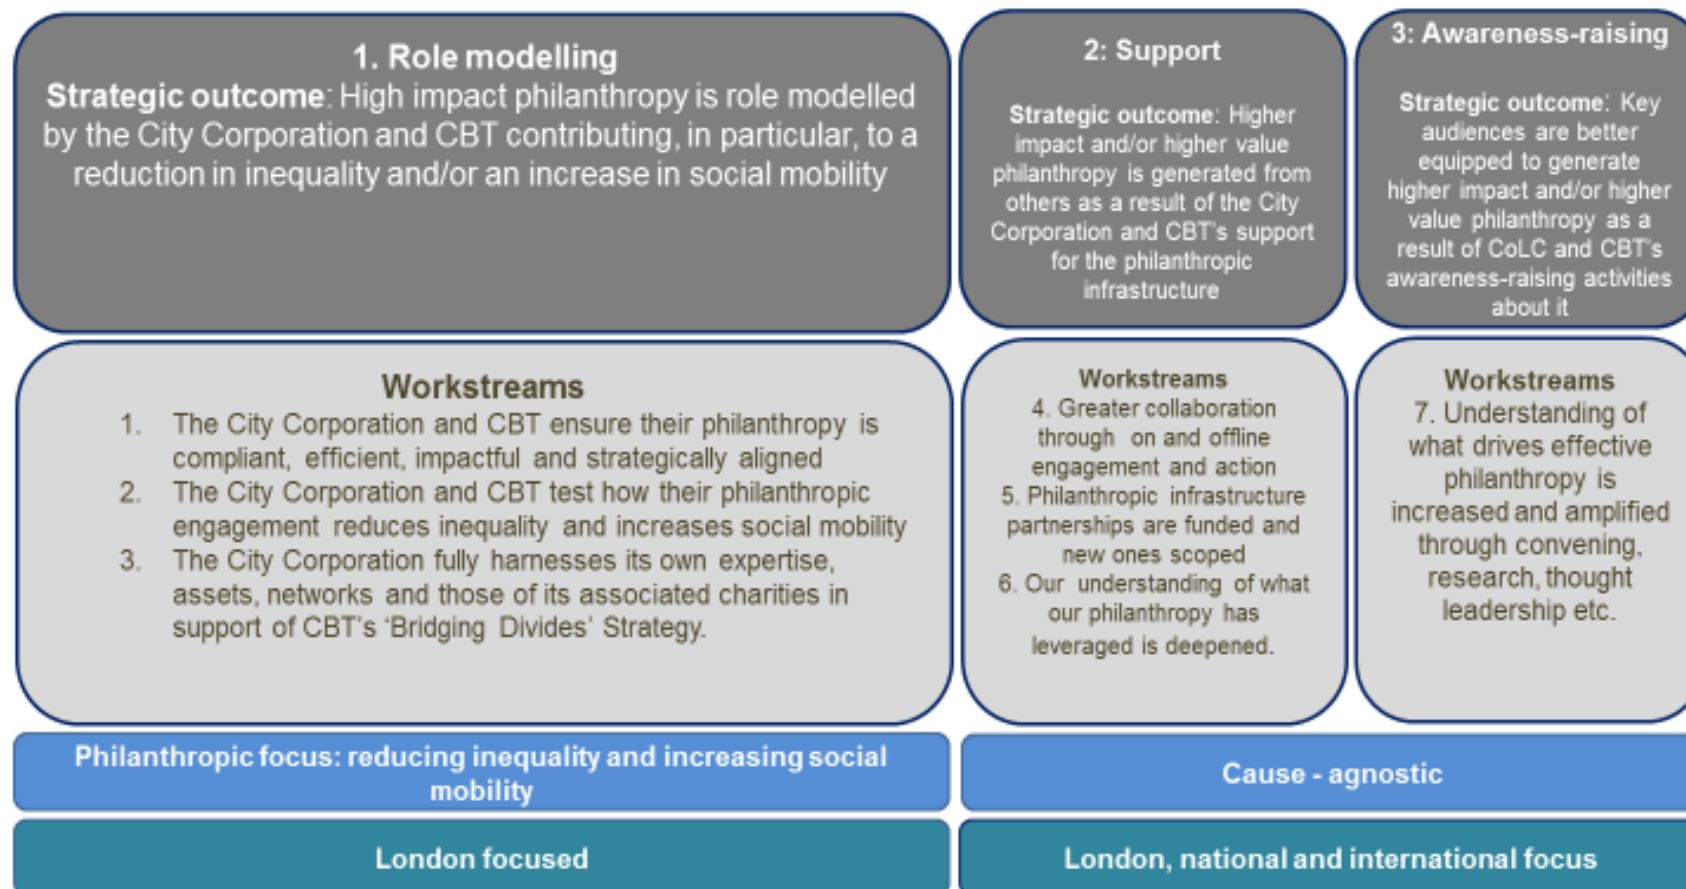 1. Role modelling
Strategic outcome: High impact philanthropy is role modelled
by the City Corporation and CBT contributing, in particular, to a
reduction in inequality and/or an increase in social mobility
2: Support
Strategic outcome: Higher
impact and/or higher value
philanthropy is generated from
others as a result of the City
Corporation and CBT's support
for the philanthropic
infrastructure
3: Awareness-raising
Strategic outcome: Key
audiences are better
equipped to generate
higher impact and/or higher
value philanthropy as a
result of CoLC and CBT's
awareness-raising activities
about it
Workstreams
1. The City Corporation and CBT ensure their philanthropy is
compliant, efficient, impactful and strategically aligned
2. The City Corporation and CBT test how their philanthropic
engagement reduces inequality and increases social mobility
3. The City Corporation fully harnesses its own expertise,
assets, networks and those of its associated charities in
support of CBT's 'Bridging Divides' Strategy.
Workstreams
4. Greater collaboration
through on and offline
engagement and action
5. Philanthropic infrastructure
partnerships are funded and
new ones scoped
6. Our understanding of what
our philanthropy has
leveraged is deepened.
Workstreams
7. Understanding of
what drives effective
philanthropy is
increased and amplified
through convening,
research, thought
leadership etc.
Philanthropic focus: reducing inequality and increasing social
mobility
Cause - agnostic
London focused
London, national and international focus